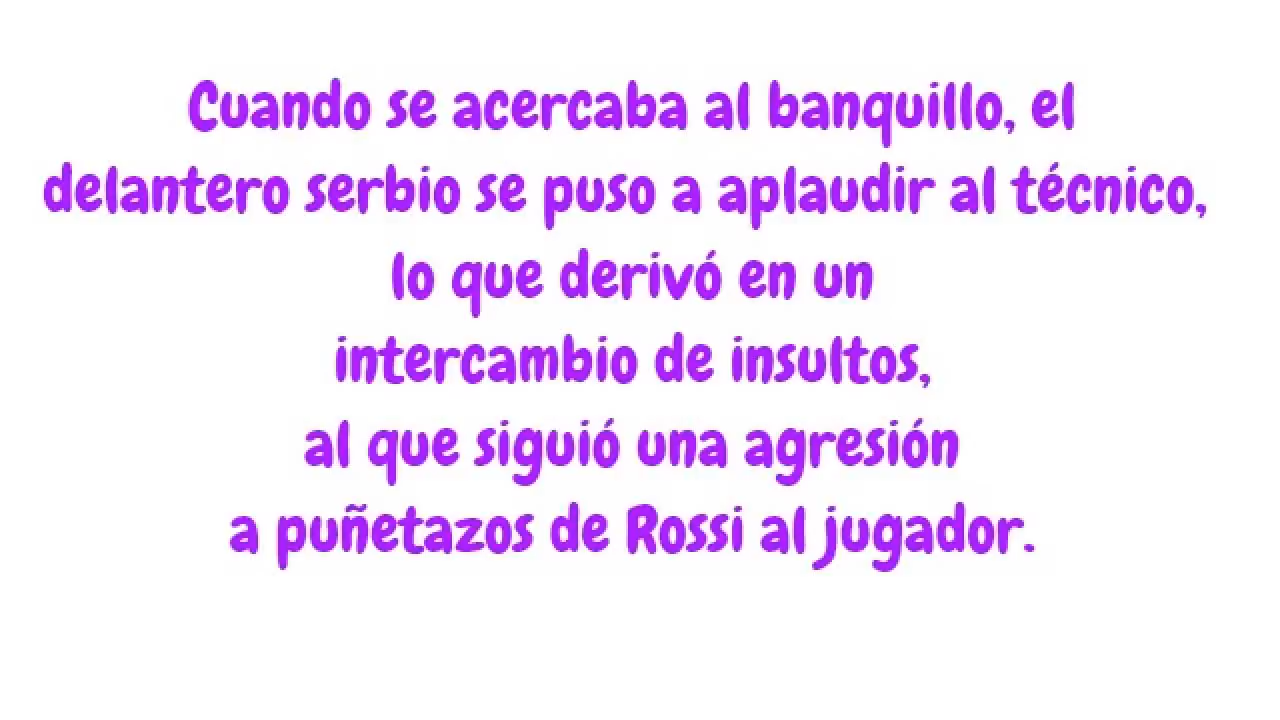 Cuando se acercaba al banquillo, el
delantero serbio se puso a aplaudir al técnico,
lo que derivó en un
intercambio de insultos,
al que siguió una agresión
a puñetazos de Rossi al jugador.